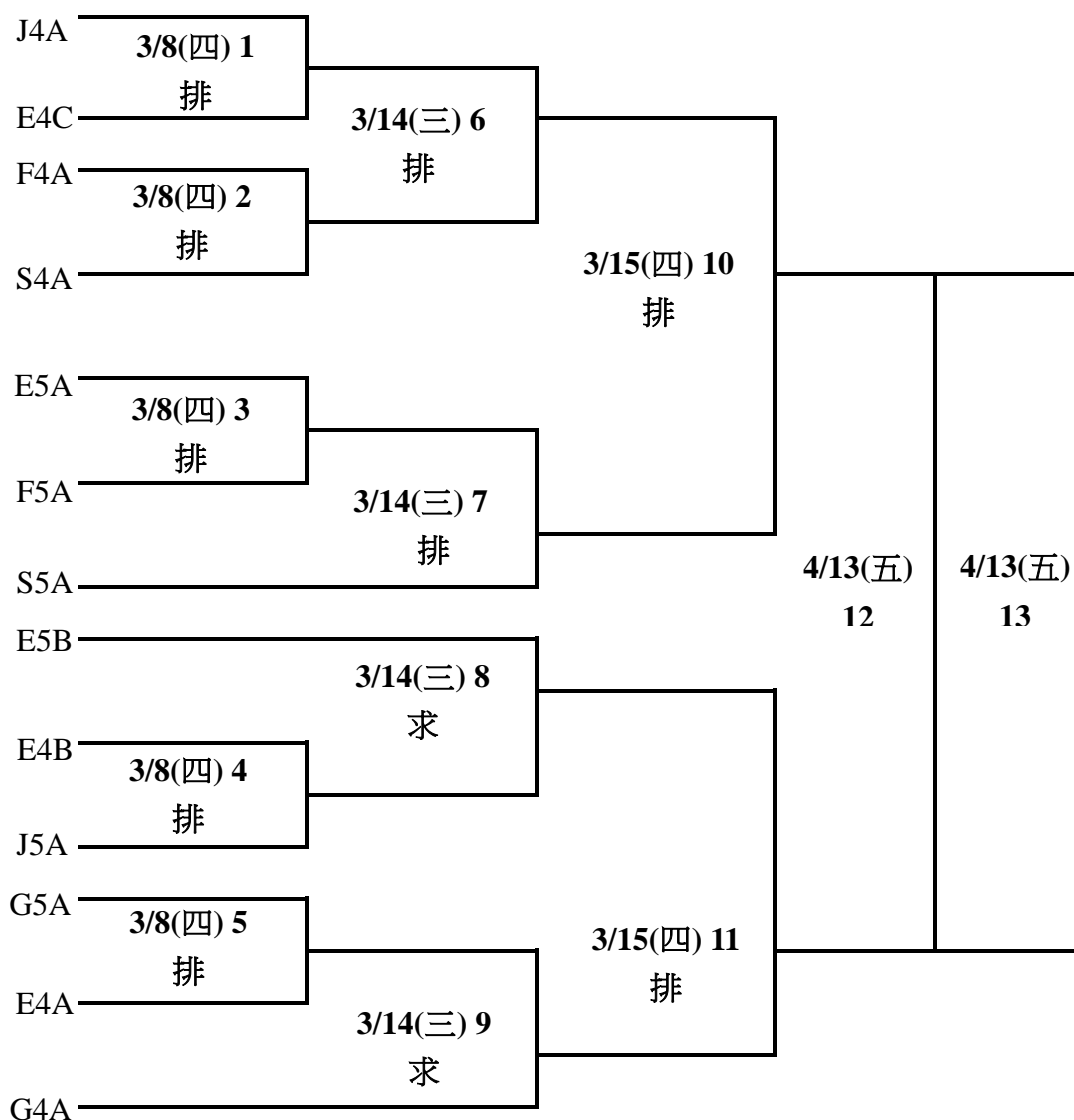 J4A
3/8(四) 1
排
E4C
3/14(三) 6
排
F4A
3/8(四) 2
排
S4A
3/15(四) 10
排
E5A
3/8(四) 3
排
F5A
3/14(三) 7
排
S5A
4/13(五)
12
4/13(五)
13
E5B
3/14(三) 8
求
E4B
3/8(四) 4
排
J5A
G5A
3/8(四) 5
排
E4A
3/15(四) 11
排
3/14(三) 9
求
G4A